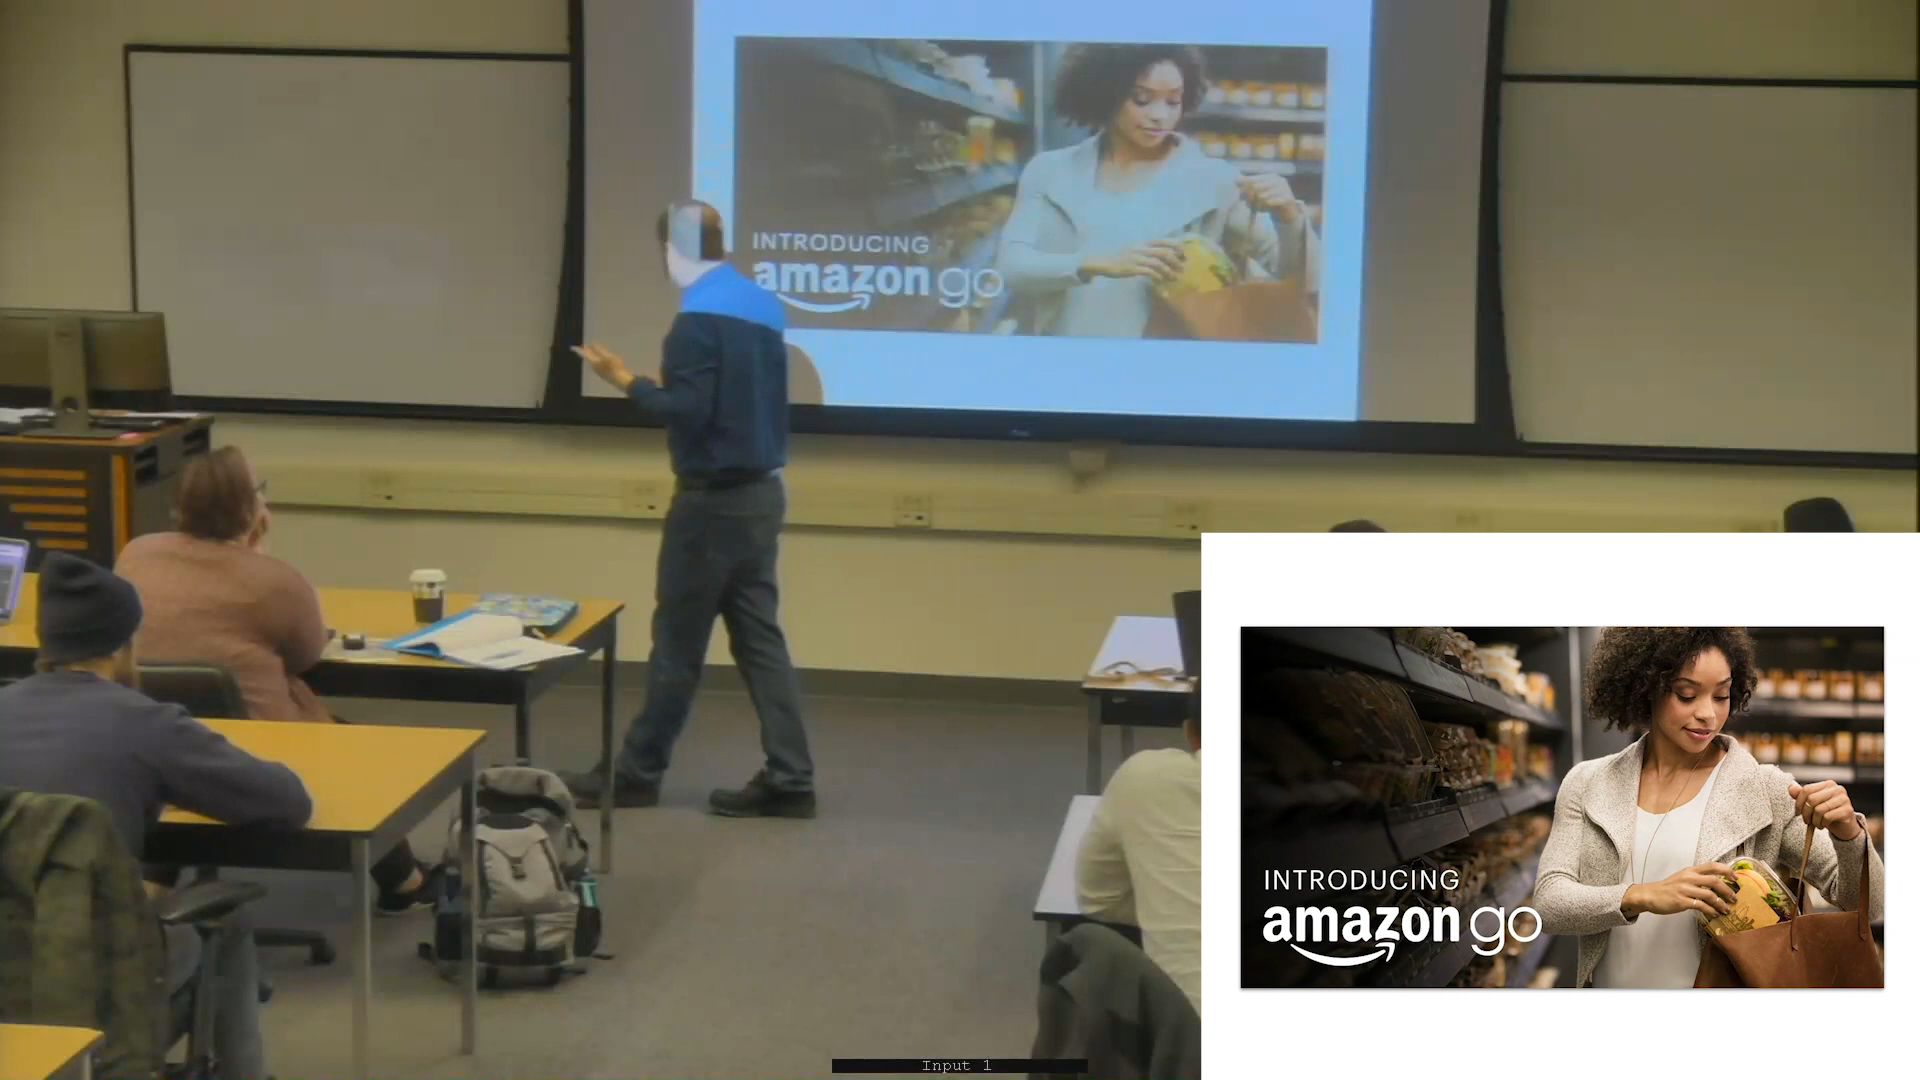 INTRODUCING
amazon go
INTRODUCING
amazon go
Input 1